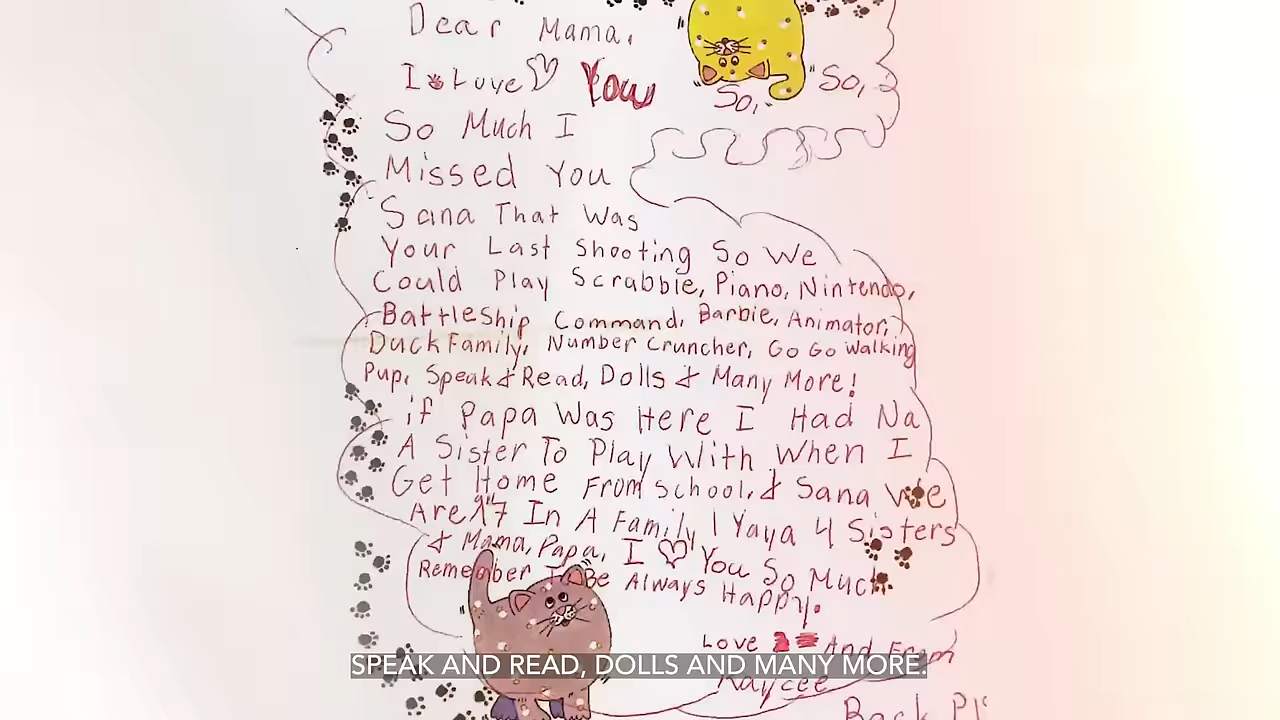 Dear Mama,
I Love You So, So,
So Much I
Missed You
Sana That Was
Your Last Shooting So We
Could Play Scrabble, Piano, Nintendo,
Battleship Command, Barbie, Animator,
Duck Family, Number Cruncher, Go Go Walking
Pup, Speak & Read, Dolls & Many More!
if Papa Was Here I Had Na
A Sister To Play With When I
Get Home From School, & Sana We
Are 7 In A Family 1 Yaya 4 Sisters
& Mama, Papa, I You So Much
Remember To Be Always Happy.
Love And From
Kaycee
SPEAK AND READ, DOLLS AND MANY MORE.
Back